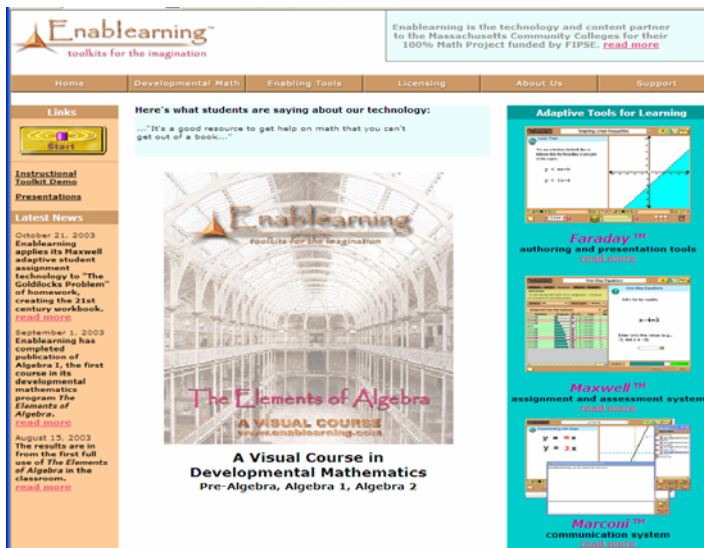 Enablearning™
toolkits for the imagination
Enablearning is the technology and content partner
to the Massachusetts Community Colleges for their
100% Math Project funded by FIPSE. read more
Home
Developmental Math
Enabling Tools
Licensing
About Us
Support
Links
Start
Instructional
Toolkit Demo
Presentations
Latest News
October 21, 2003
Enablearning
applies its Maxwell
adaptive student
assignment
technology to "The
Goldilocks Problem"
of homework,
creating the 21st
century workbook.
read more
September 1, 2003
Enablearning has
completed
publication of
Algebra I, the first
course in its
developmental
mathematics
program The
Elements of
Algebra.
read more
August 15, 2003
The results are in
from the first full
use of The Elements
of Algebra in the
classroom.
read more
Here's what students are saying about our technology:
..."It's a good resource to get help on math that you can't
get out of a book..."
Enablearning
toolkits for the imagination
The Elements of Algebra
A VISUAL COURSE
www.enablearning.com
A Visual Course in
Developmental Mathematics
Pre-Algebra, Algebra 1, Algebra 2
Adaptive Tools for Learning
Graphing Linear Inequalities
Faraday™
authoring and presentation tools
read more
One Step Equations
x-4=3
Maxwell™
assignment and assessment system
read more
Marconi™
communication system
read more